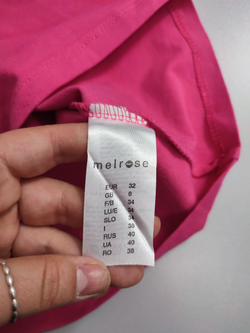 melrose
EUR 32
GB 6
F/B 34
LU/E 34
SLO 34
I 38
RUS 40
UA 40
RO 38